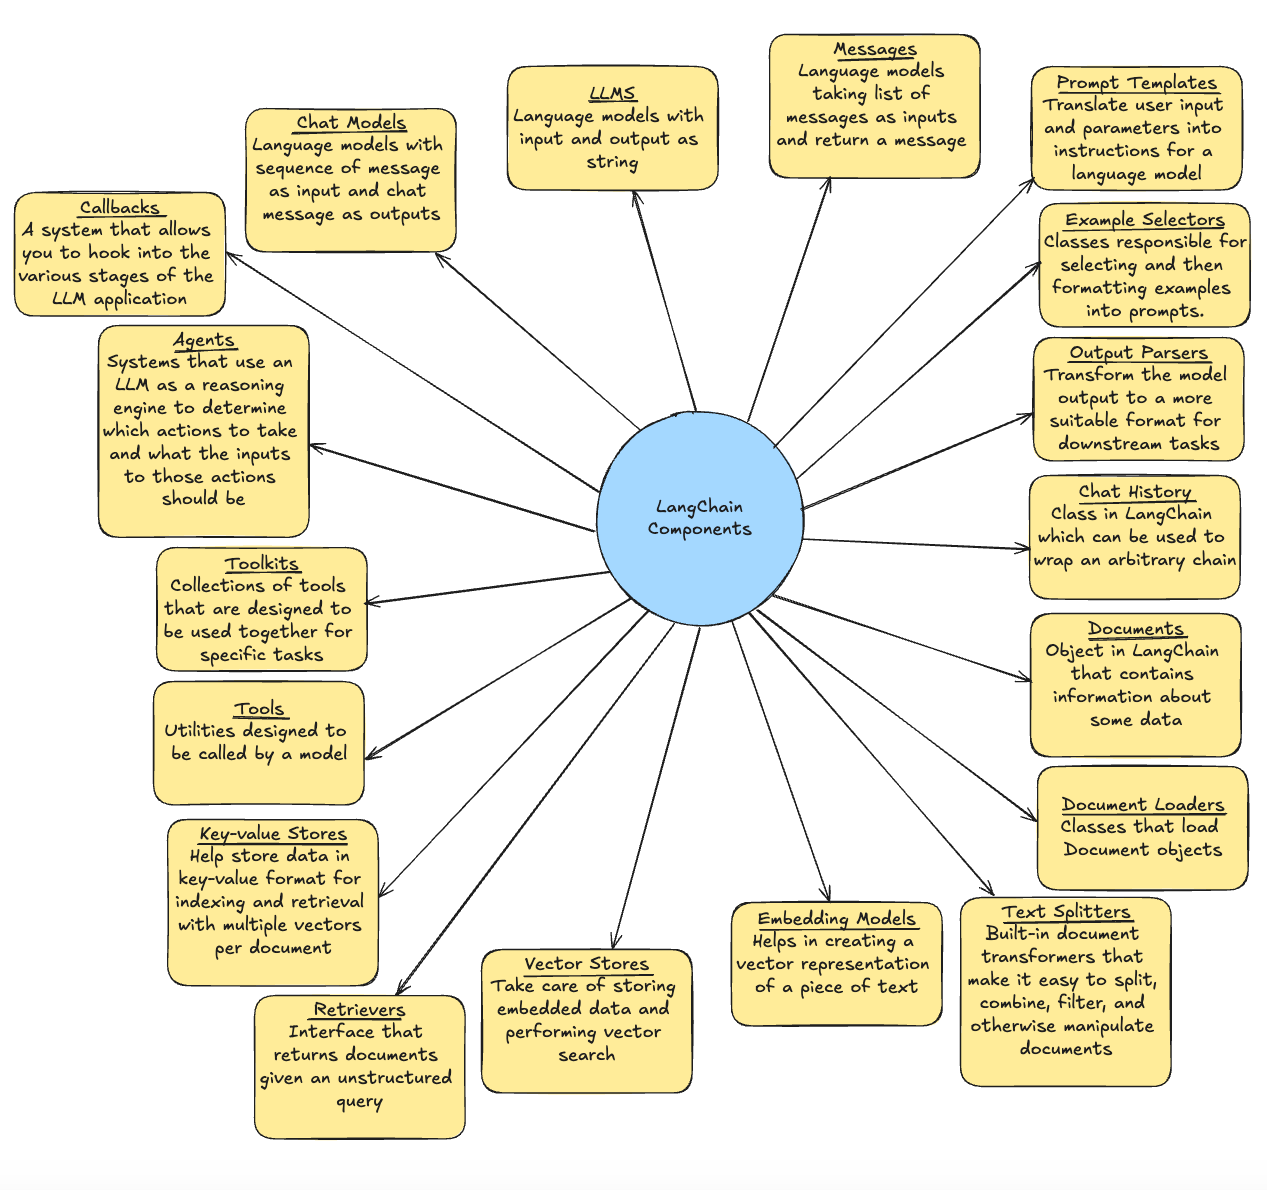 Messages
Language models
taking list of
messages as inputs
and return a message
LLMS
Language models with
input and output as
string
Prompt Templates
Translate user input
and parameters into
instructions for a
language model
Chat Models
Language models with
sequence of message
as input and chat
message as outputs
Callbacks
A system that allows
you to hook into the
various stages of the
LLM application
Example Selectors
Classes responsible for
selecting and then
formatting examples
into prompts.
Agents
Systems that use an
LLM as a reasoning
engine to determine
which actions to take
and what the inputs
to those actions
should be
Output Parsers
Transform the model
output to a more
suitable format for
downstream tasks
LangChain
Components
Chat History
Class in LangChain
which can be used to
wrap an arbitrary chain
Toolkits
Collections of tools
that are designed to
be used together for
specific tasks
Documents
Object in LangChain
that contains
information about
some data
Tools
Utilities designed to
be called by a model
Document Loaders
Classes that load
Document objects
Key-value Stores
Help store data in
key-value format for
indexing and retrieval
with multiple vectors
per document
Retrievers
Interface that
returns documents
given an unstructured
query
Vector Stores
Take care of storing
embedded data and
performing vector
search
Embedding Models
Helps in creating a
vector representation
of a piece of text
Text Splitters
Built-in document
transformers that
make it easy to split,
combine, filter, and
otherwise manipulate
documents